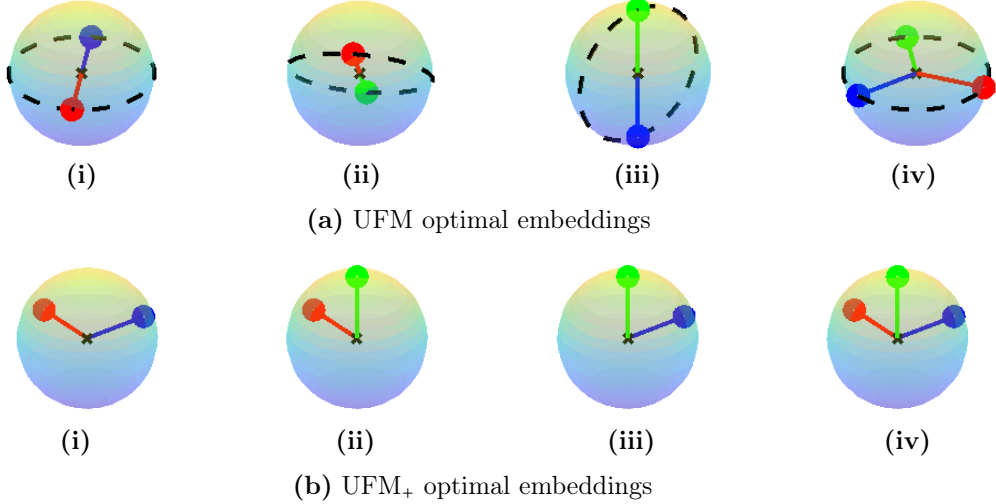 (i) (ii) (iii) (iv)
(a) UFM optimal embeddings
(i) (ii) (iii) (iv)
(b) UFM₊ optimal embeddings